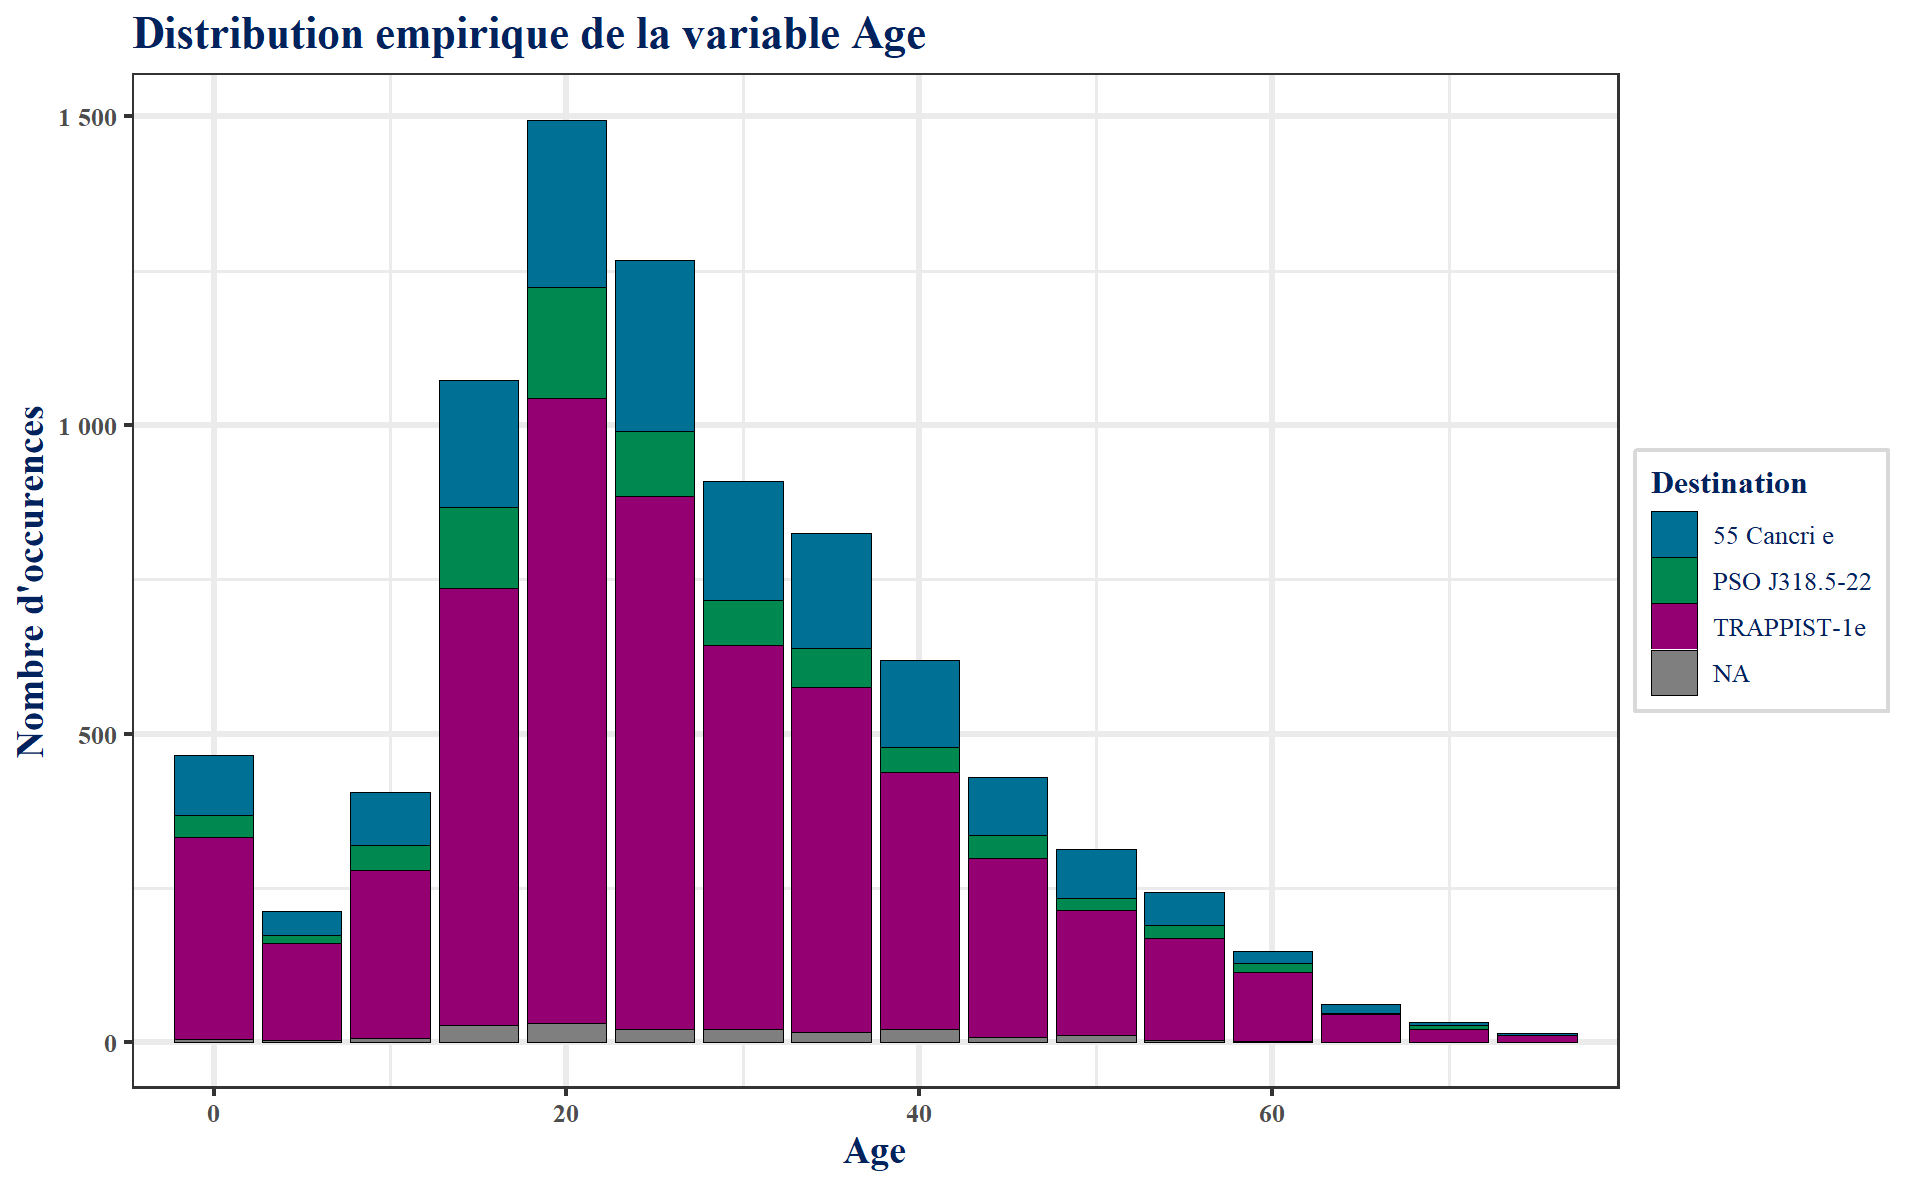 Distribution empirique de la variable Age
Nombre d'occurences
1 500
1 000
500
0
0
20
40
60
Age
Destination
55 Cancri e
PSO J318.5-22
TRAPPIST-1e
NA